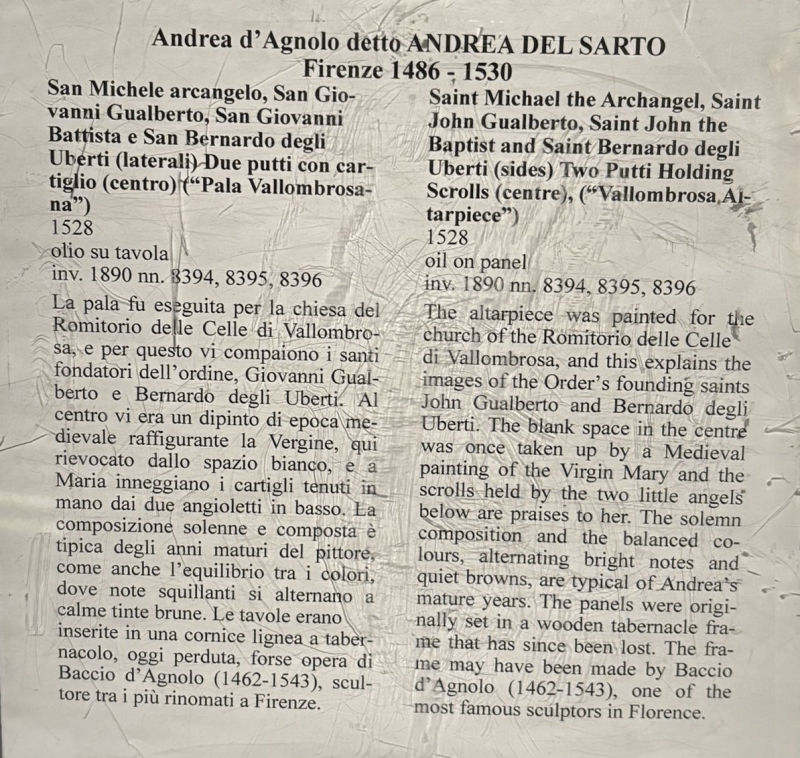 Andrea d'Agnolo detto ANDREA DEL SARTO
Firenze 1486 - 1530
San Michele arcangelo, San Gio-
vanni Gualberto, San Giovanni
Battista e San Bernardo degli
Uberti (laterali) Due putti con car-
tiglio (centro) ("Pala Vallombrosa-
na")
1528
olio su tavola
inv. 1890 nn. 8394, 8395, 8396
La pala fu eseguita per la chiesa del
Romitorio delle Celle di Vallombro-
sa, e per questo vi compaiono i santi
fondatori dell'ordine, Giovanni Gual-
berto e Bernardo degli Uberti. Al
centro vi era un dipinto di epoca me-
dievale raffigurante la Vergine, qui
rievocato dallo spazio bianco, e a
Maria inneggiano i cartigli tenuti in
mano dai due angioletti in basso. La
composizione solenne e composta è
tipica degli anni maturi del pittore,
come anche l'equilibrio tra i colori,
dove note squillanti si alternano a
calme tinte brune. Le tavole erano
inserite in una cornice lignea a taber-
nacolo, oggi perduta, forse opera di
Baccio d'Agnolo (1462-1543), scul-
tore tra i più rinomati a Firenze.
Saint Michael the Archangel, Saint
John Gualberto, Saint John the
Baptist and Saint Bernardo degli
Uberti (sides) Two Putti Holding
Scrolls (centre), ("Vallombrosa Al-
tarpiece")
1528
oil on panel
inv. 1890 nn. 8394, 8395, 8396
The altarpiece was painted for the
church of the Romitorio delle Celle
di Vallombrosa, and this explains the
images of the Order's founding saints
John Gualberto and Bernardo degli
Uberti. The blank space in the centre
was once taken up by a Medieval
painting of the Virgin Mary and the
scrolls held by the two little angels
below are praises to her. The solemn
composition and the balanced co-
lours, alternating bright notes and
quiet browns, are typical of Andrea's
mature years. The panels were origi-
nally set in a wooden tabernacle fra-
me that has since been lost. The fra-
me may have been made by Baccio
d'Agnolo (1462-1543), one of the
most famous sculptors in Florence.